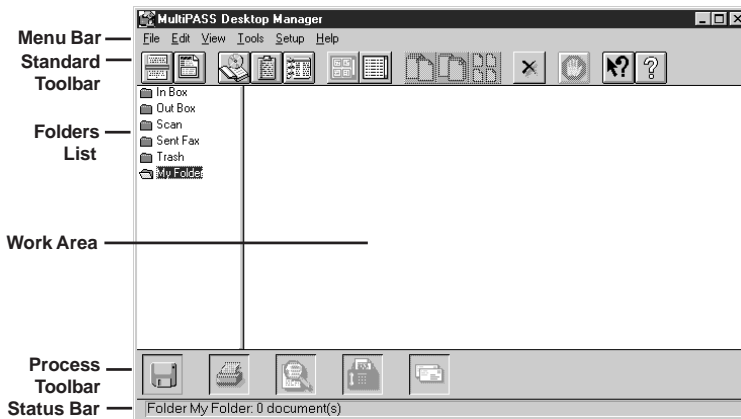 MultiPASS Desktop Manager
Menu Bar
File Edit View Tools Setup Help
Standard
Toolbar
Folders
List
In Box
Out Box
Scan
Sent Fax
Trash
My Folder
Work Area
Process
Toolbar
Status Bar
Folder My Folder: 0 document(s)